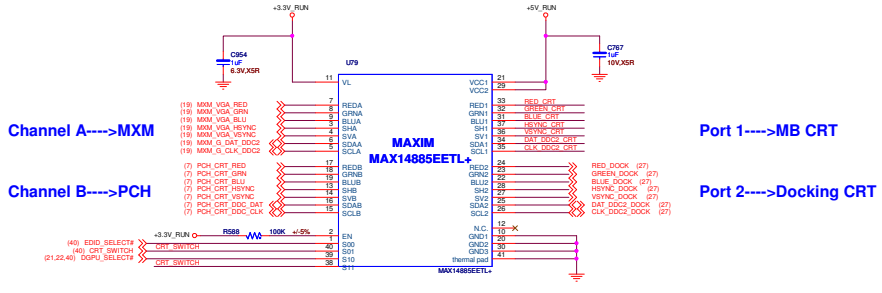 +3.3V_RUN
+5V_RUN
C954
1uF
6.3V,X5R
C767
1uF
10V,X5R
U79
11 VL VCC1 21
VCC2 29
(19) MXM_VGA_RED 7 REDA RED1 33 RED_CRT
(19) MXM_VGA_GRN 8 GRNA GRN1 32 GREEN_CRT
(19) MXM_VGA_BLU 9 BLUA BLU1 31 BLUE_CRT
(19) MXM_VGA_HSYNC 3 SHA SH1 37 HSYNC_CRT
(19) MXM_VGA_VSYNC 4 SVA SV1 36 VSYNC_CRT
(19) MXM_G_DAT_DDC2 6 SDAA SDA1 34 DAT_DDC2_CRT
(19) MXM_G_CLK_DDC2 5 SCLA SCL1 35 CLK_DDC2_CRT
Channel A---->MXM
MAXIM
MAX14885EETL+
Port 1---->MB CRT
(7) PCH_CRT_RED 17 REDB RED2 24 RED_DOCK (27)
(7) PCH_CRT_GRN 18 GRNB GRN2 23 GREEN_DOCK (27)
(7) PCH_CRT_BLU 19 BLUB BLU2 22 BLUE_DOCK (27)
(7) PCH_CRT_HSYNC 13 SHB SH2 28 HSYNC_DOCK (27)
(7) PCH_CRT_VSYNC 14 SVB SV2 27 VSYNC_DOCK (27)
(7) PCH_CRT_DDC_DAT 16 SDAB SDA2 25 DAT_DDC2_DOCK (27)
(7) PCH_CRT_DDC_CLK 15 SCLB SCL2 26 CLK_DDC2_DOCK (27)
Channel B---->PCH
Port 2---->Docking CRT
N.C. 12
+3.3V_RUN R588 100K +/-5% 2 EN GND1 10
(40) EDID_SELECT# 1 S00 GND2 20
(40) CRT_SWITCH CRT_SWITCH 40 S01 GND3 30
(21,22,40) DGPU_SELECT# 39 S10 thermal pad 41
CRT_SWITCH 38 S11
MAX14885EETL+